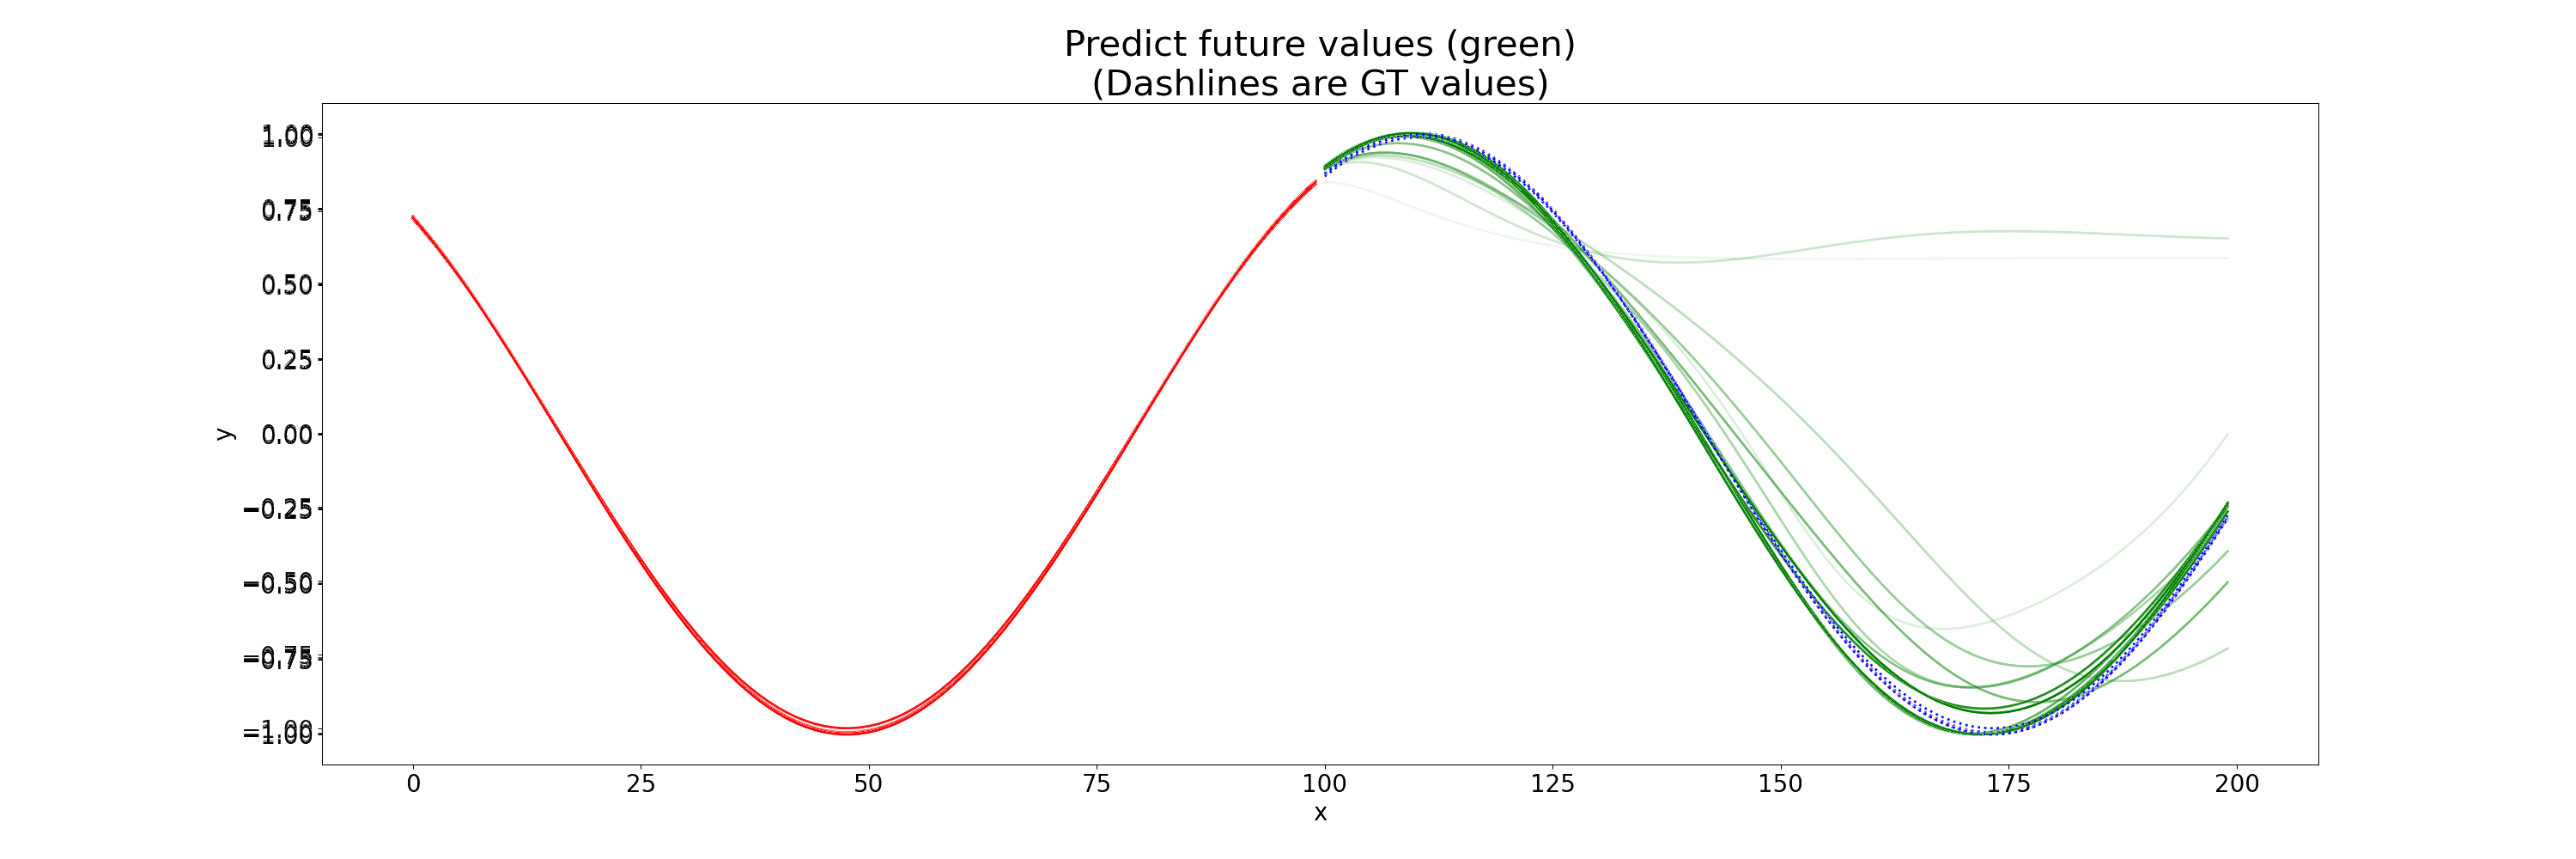 Predict future values (green)
(Dashlines are GT values)
1.00
0.75
0.50
0.25
0.00
−0.25
−0.50
−0.75
−1.00
y
0 25 50 75 100 125 150 175 200
x